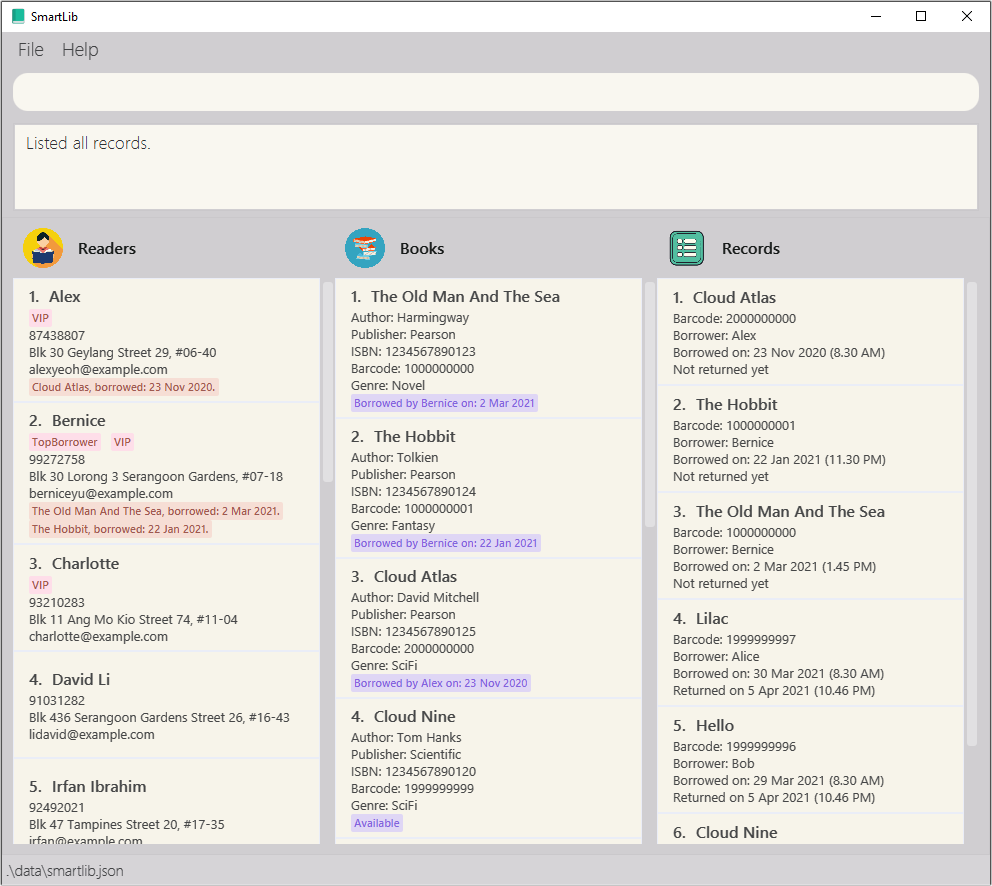 SmartLib
File Help
Listed all records.
Readers
1. Alex
VIP
87438807
Blk 30 Geylang Street 29, #06-40
alexyeoh@example.com
Cloud Atlas, borrowed: 23 Nov 2020.
2. Bernice
TopBorrower VIP
99272758
Blk 30 Lorong 3 Serangoon Gardens, #07-18
berniceyu@example.com
The Old Man And The Sea, borrowed: 2 Mar 2021.
The Hobbit, borrowed: 22 Jan 2021.
3. Charlotte
VIP
93210283
Blk 11 Ang Mo Kio Street 74, #11-04
charlotte@example.com
4. David Li
91031282
Blk 436 Serangoon Gardens Street 26, #16-43
lidavid@example.com
5. Irfan Ibrahim
92492021
Blk 47 Tampines Street 20, #17-35
irfan@example.com
Books
1. The Old Man And The Sea
Author: Harmingway
Publisher: Pearson
ISBN: 1234567890123
Barcode: 1000000000
Genre: Novel
Borrowed by Bernice on: 2 Mar 2021
2. The Hobbit
Author: Tolkien
Publisher: Pearson
ISBN: 1234567890124
Barcode: 1000000001
Genre: Fantasy
Borrowed by Bernice on: 22 Jan 2021
3. Cloud Atlas
Author: David Mitchell
Publisher: Pearson
ISBN: 1234567890125
Barcode: 2000000000
Genre: SciFi
Borrowed by Alex on: 23 Nov 2020
4. Cloud Nine
Author: Tom Hanks
Publisher: Scientific
ISBN: 1234567890120
Barcode: 1999999999
Genre: SciFi
Available
Records
1. Cloud Atlas
Barcode: 2000000000
Borrower: Alex
Borrowed on: 23 Nov 2020 (8.30 AM)
Not returned yet
2. The Hobbit
Barcode: 1000000001
Borrower: Bernice
Borrowed on: 22 Jan 2021 (11.30 PM)
Not returned yet
3. The Old Man And The Sea
Barcode: 1000000000
Borrower: Bernice
Borrowed on: 2 Mar 2021 (1.45 PM)
Not returned yet
4. Lilac
Barcode: 1999999997
Borrower: Alice
Borrowed on: 30 Mar 2021 (8.30 AM)
Returned on 5 Apr 2021 (10.46 PM)
5. Hello
Barcode: 1999999996
Borrower: Bob
Borrowed on: 29 Mar 2021 (8.30 AM)
Returned on 5 Apr 2021 (10.46 PM)
6. Cloud Nine
.\data\smartlib.json